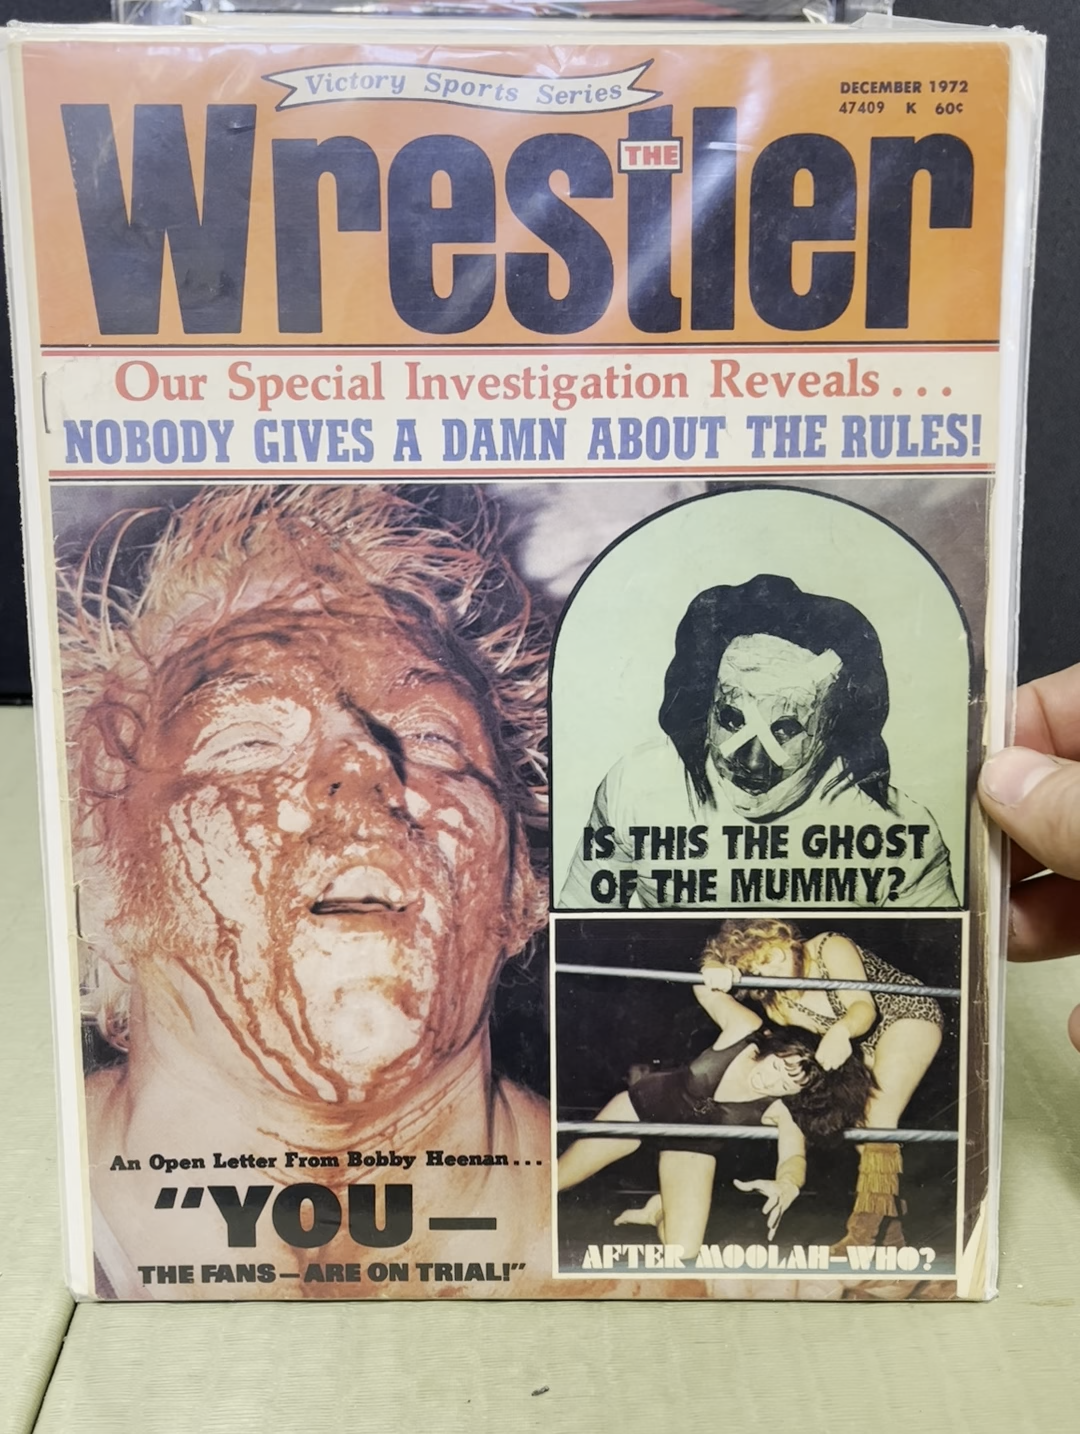 Victory Sports Series
DECEMBER 1972
47409 K 60¢
THE
Wrestler
Our Special Investigation Reveals...
NOBODY GIVES A DAMN ABOUT THE RULES!
IS THIS THE GHOST
OF THE MUMMY?
An Open Letter From Bobby Heenan...
"YOU—
THE FANS—ARE ON TRIAL!"
AFTER MOOLAH—WHO?